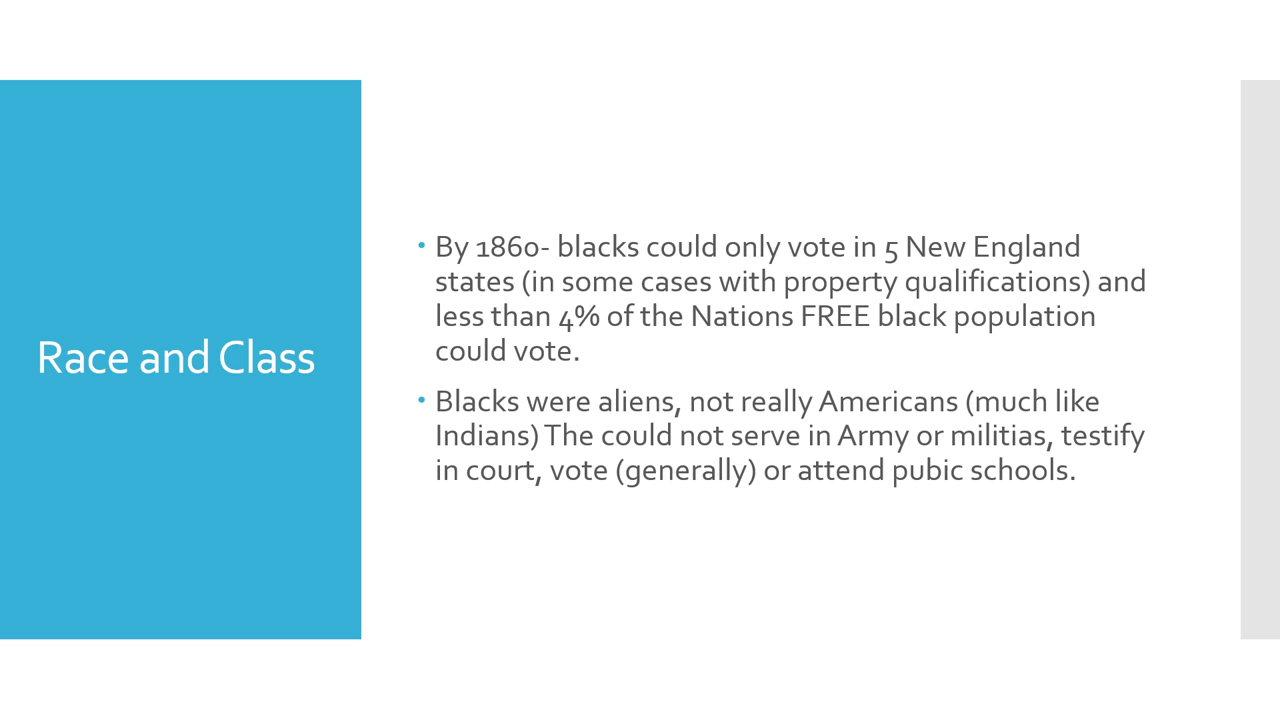 Race and Class
• By 1860- blacks could only vote in 5 New England
states (in some cases with property qualifications) and
less than 4% of the Nations FREE black population
could vote.
• Blacks were aliens, not really Americans (much like
Indians) The could not serve in Army or militias, testify
in court, vote (generally) or attend pubic schools.